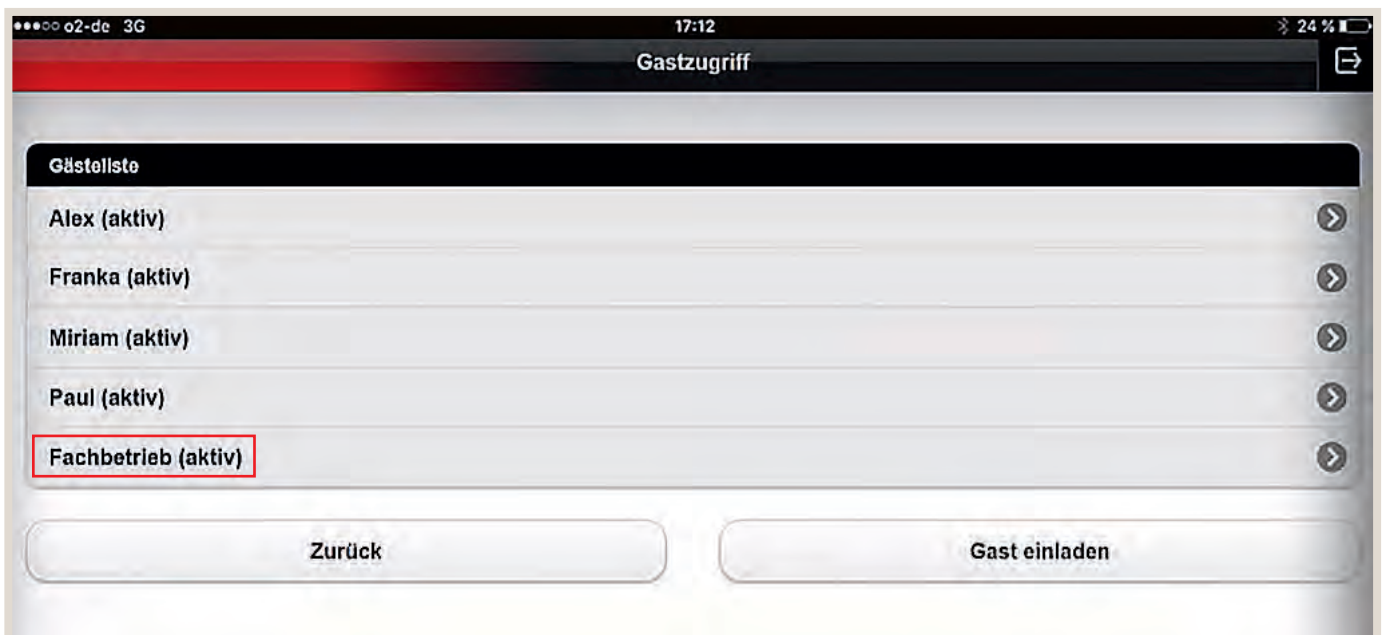 o2-de 3G 17:12 24 %
Gastzugriff
Gästeliste
Alex (aktiv)
Franka (aktiv)
Miriam (aktiv)
Paul (aktiv)
Fachbetrieb (aktiv)
Zurück Gast einladen